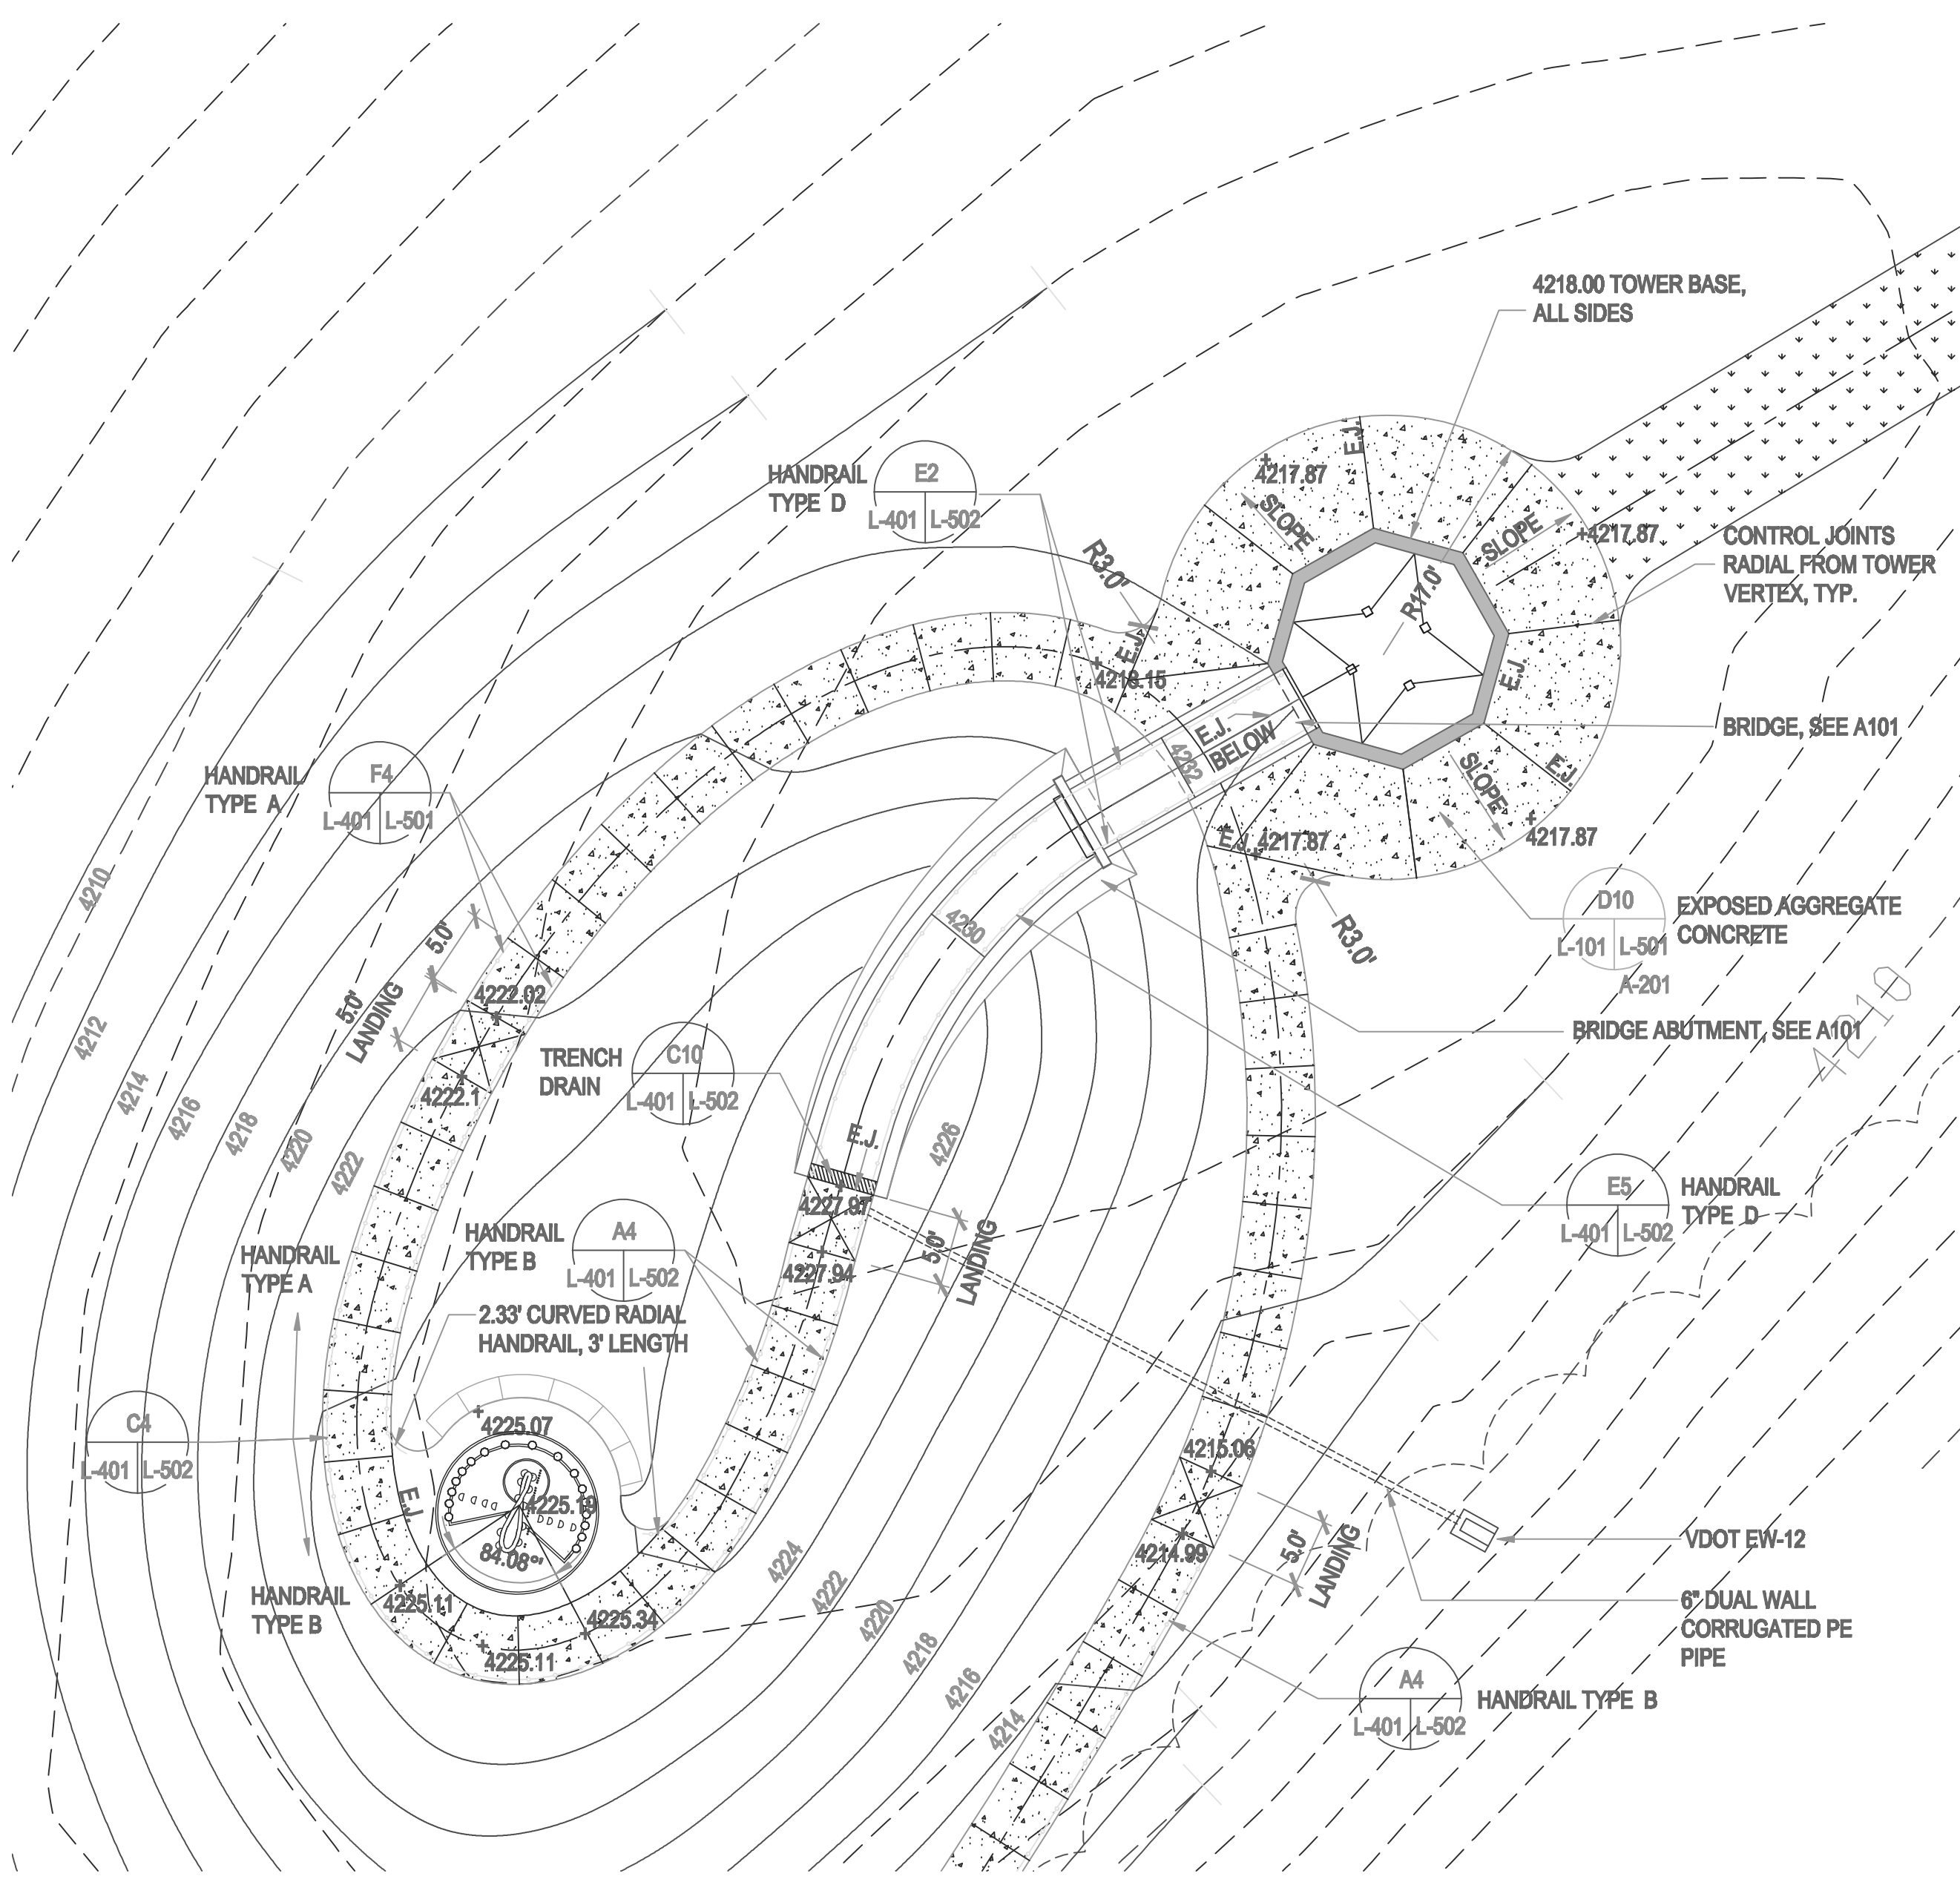 4218.00 TOWER BASE,
ALL SIDES
E.J.
HANDRAIL
TYPE D
E2
L-401
L-502
4217.87
SLOPE
SLOPE
4217.87
CONTROL JOINTS
RADIAL FROM TOWER
VERTEX, TYP.
R3.0'
R17.0'
E.J.
4218.15
E.J.
E.J.
BELOW
4232
BRIDGE, SEE A101
HANDRAIL
TYPE A
F4
L-401
L-501
SLOPE
E.J.
4217.87
E.J.
4217.87
4210
D10
L-101
L-501
A-201
EXPOSED AGGREGATE
CONCRETE
5.0'
4230
R3.0'
4222.02
5.0'
LANDING
4212
4210
BRIDGE ABUTMENT, SEE A101
TRENCH
DRAIN
C10
L-401
L-502
4222.1
4214
4216
4218
4220
4222
E.J.
4226
4227.97
E5
L-401
L-502
HANDRAIL
TYPE D
HANDRAIL
TYPE A
HANDRAIL
TYPE B
A4
L-401
L-502
5.0'
LANDING
4227.94
2.33' CURVED RADIAL
HANDRAIL, 3' LENGTH
C4
L-401
L-502
4225.07
4215.06
E.J.
4225.19
84.08°
5.0'
LANDING
VDOT EW-12
4214.99
4224
4222
4220
4218
4216
4214
HANDRAIL
TYPE B
4225.11
4225.34
4225.11
6" DUAL WALL
CORRUGATED PE
PIPE
A4
L-401
L-502
HANDRAIL TYPE B